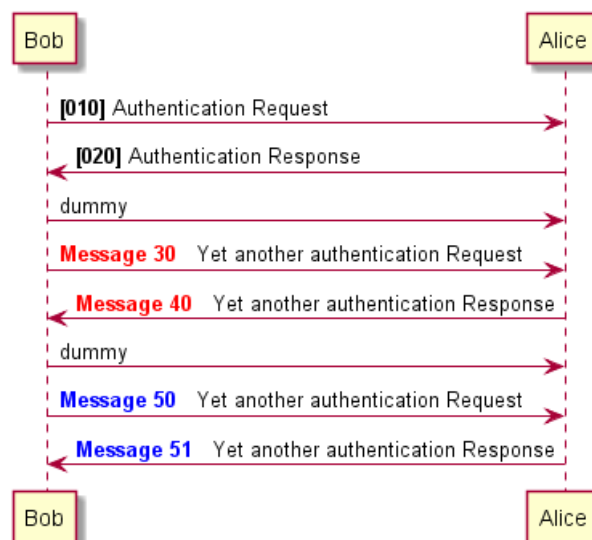 Bob Alice
[010] Authentication Request
[020] Authentication Response
dummy
Message 30 Yet another authentication Request
Message 40 Yet another authentication Response
dummy
Message 50 Yet another authentication Request
Message 51 Yet another authentication Response
Bob Alice